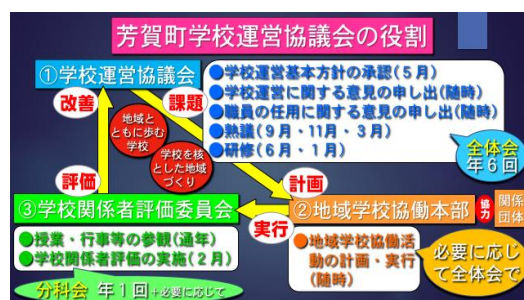 芳賀町学校運営協議会の役割
①学校運営協議会
●学校運営基本方針の承認(5月)
●学校運営に関する意見の申し出(随時)
●職員の任用に関する意見の申し出(随時)
●熟議(9月・11月・3月)
●研修(6月・1月)
全体会
年6回
改善
課題
地域と
ともに歩む
学校
学校を核
とした地域
づくり
評価
計画
③学校関係者評価委員会
②地域学校協働本部
協力
関係
団体
実行
●授業・行事等の参観(通年)
●学校関係者評価の実施(2月)
●地域学校協働活
動の計画・実行
(随時)
必要に応じ
て全体会で
分科会 年1回+必要に応じて